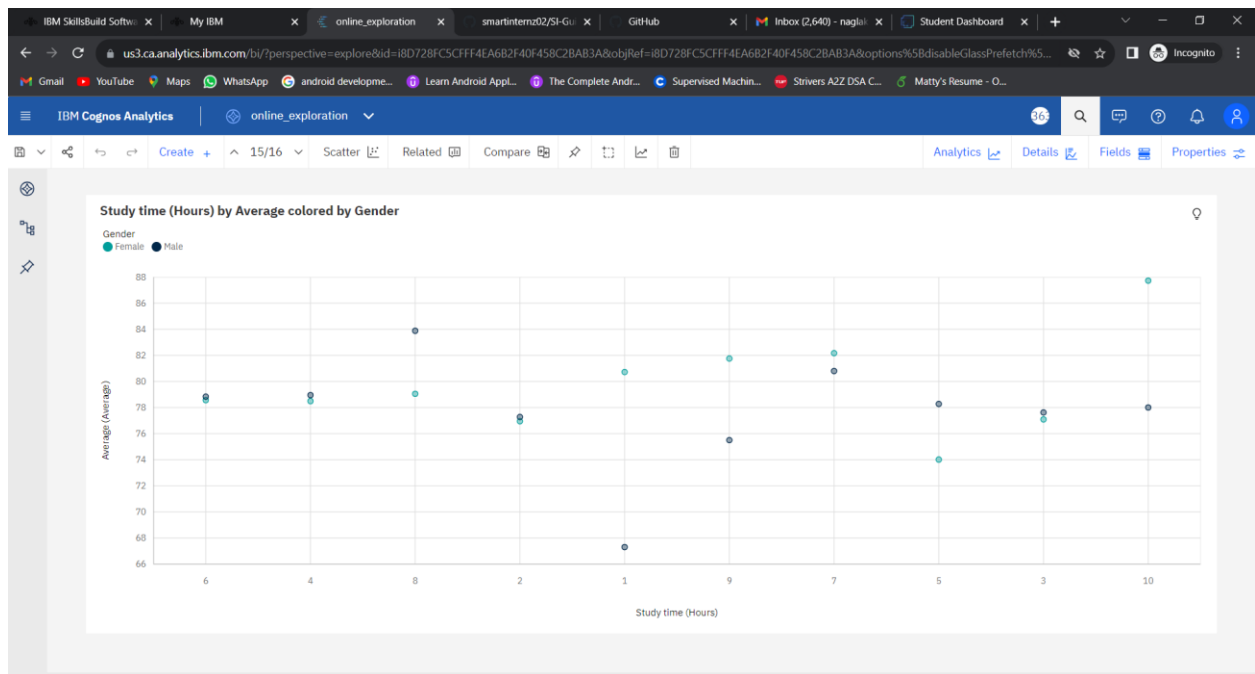 IBM SkillsBuild Softwa
My IBM
online_exploration
smartinternz02/SI-Gui
GitHub
Inbox (2,640) - naglak
Student Dashboard
us3.ca.analytics.ibm.com/bi/?perspective=explore&id=i8D728FC5CFFF4EA6B2F40F458C2BAB3A&objRef=i8D728FC5CFFF4EA6B2F40F458C2BAB3A&options%5BdisableGlassPrefetch%5...
Incognito
Gmail
YouTube
Maps
WhatsApp
android developme...
Learn Android Appl...
The Complete Andr...
Supervised Machin...
Strivers A2Z DSA C...
Matty's Resume - O...
IBM Cognos Analytics
online_exploration
363
Create +
15/16
Scatter
Related
Compare
Analytics
Details
Fields
Properties
Study time (Hours) by Average colored by Gender
Gender
Female Male
88
86
84
82
80
78
76
74
72
70
68
66
Average (Average)
6 4 8 2 1 9 7 5 3 10
Study time (Hours)